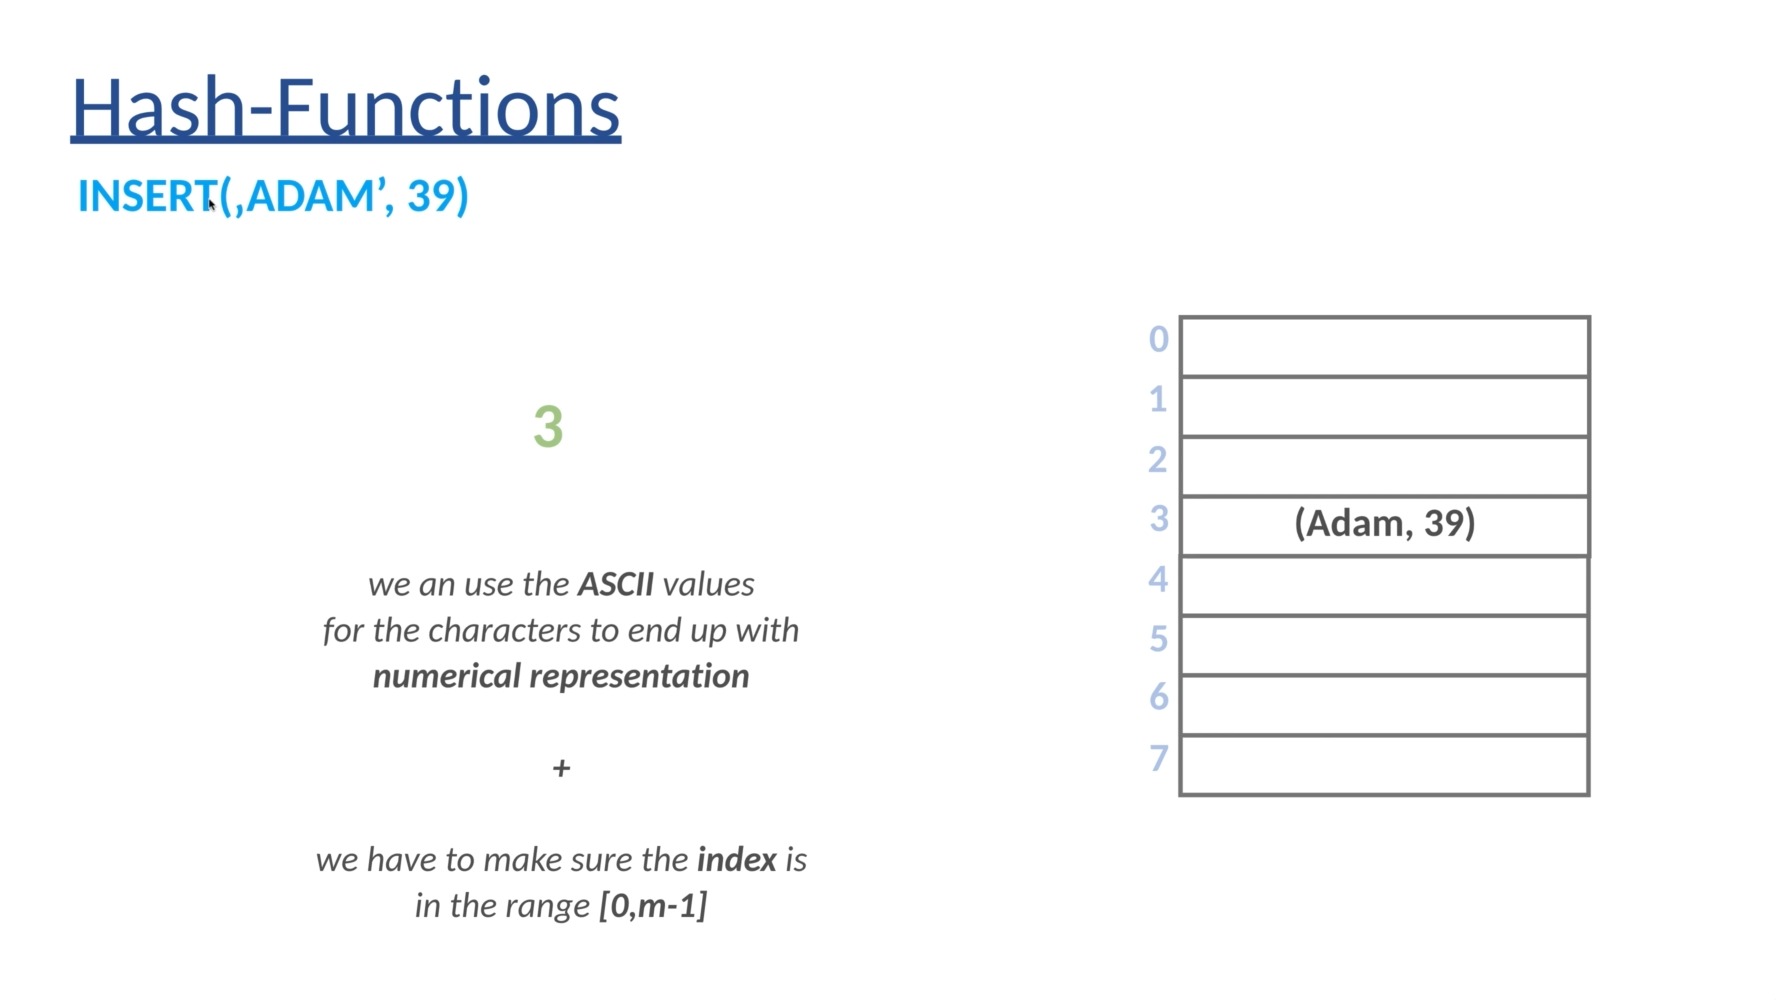 Hash-Functions
INSERT(,ADAM’, 39)
3
we an use the ASCII values
for the characters to end up with
numerical representation
+
we have to make sure the index is
in the range [0,m-1]
0
1
2
3 (Adam, 39)
4
5
6
7